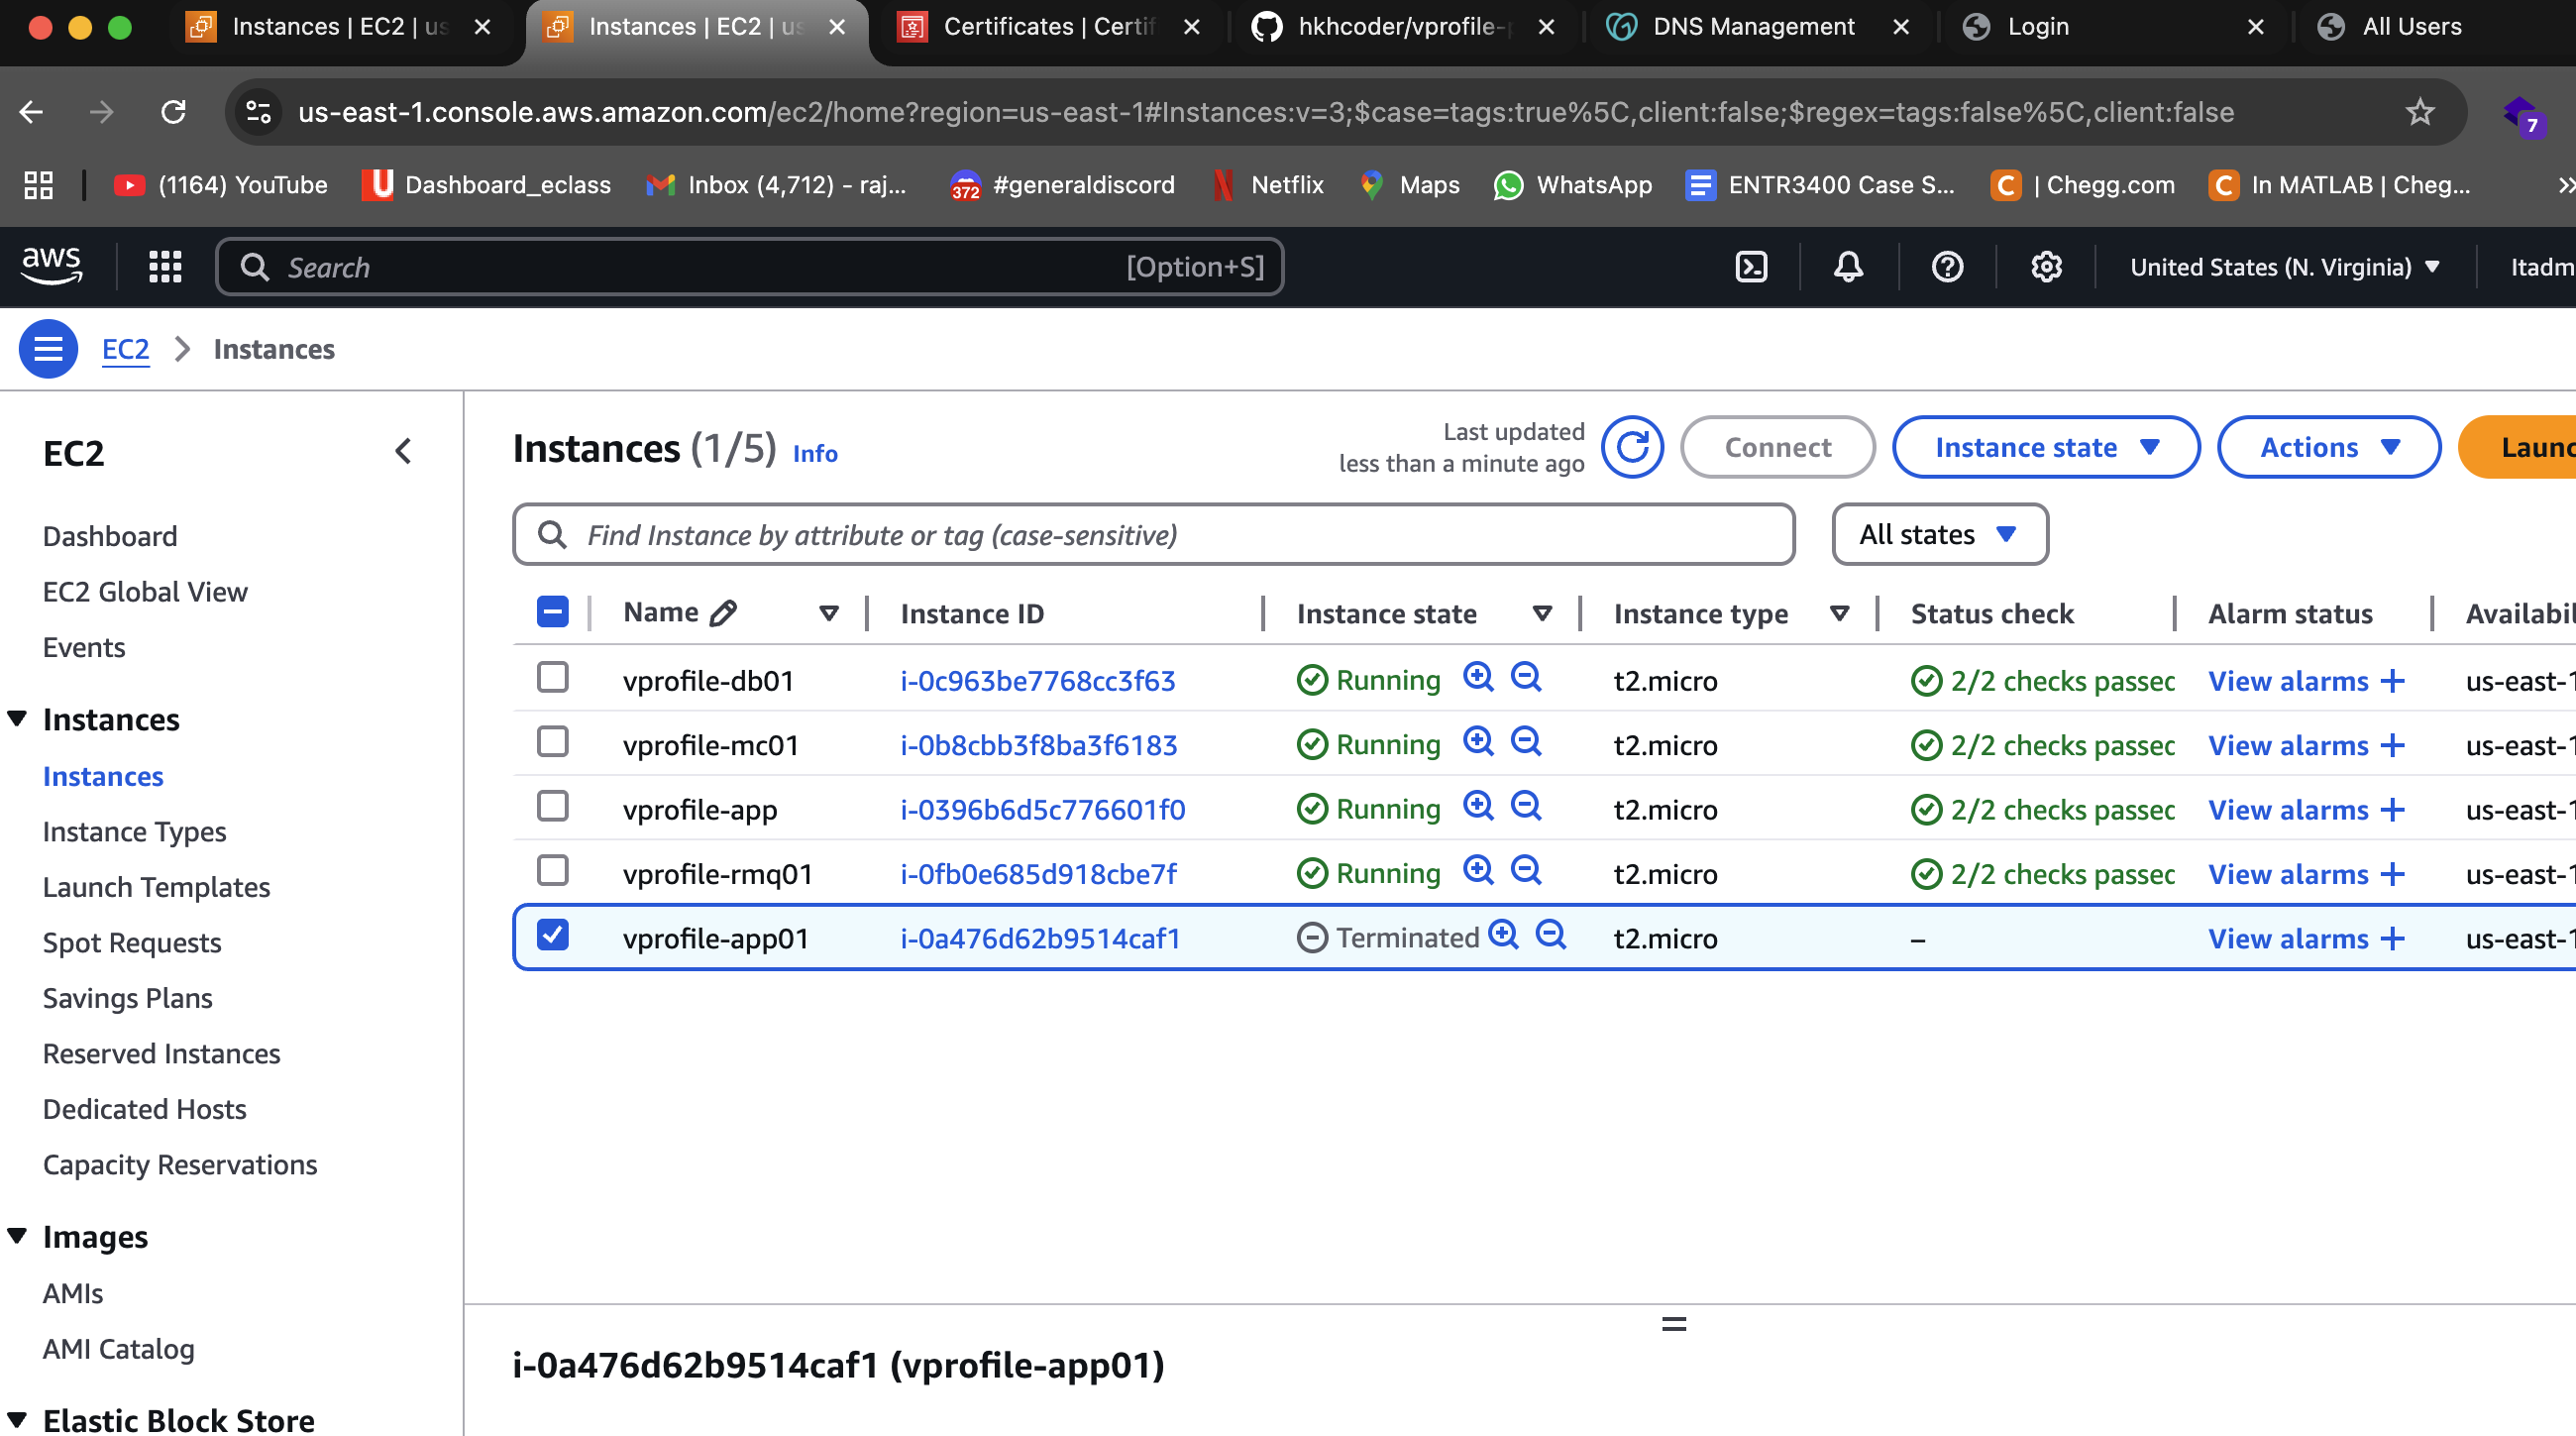 Instances | EC2 | us
Instances | EC2 | us
Certificates | Certif
hkhcoder/vprofile-p
DNS Management
Login
All Users
us-east-1.console.aws.amazon.com/ec2/home?region=us-east-1#Instances:v=3;$case=tags:true%5C,client:false;$regex=tags:false%5C,client:false
7
(1164) YouTube
Dashboard_eclass
Inbox (4,712) - raj...
372
#generaldiscord
Netflix
Maps
WhatsApp
ENTR3400 Case S...
| Chegg.com
In MATLAB | Cheg...
aws
Search
[Option+S]
United States (N. Virginia)
Itadm
EC2 > Instances
EC2
Dashboard
EC2 Global View
Events
Instances
Instances
Instance Types
Launch Templates
Spot Requests
Savings Plans
Reserved Instances
Dedicated Hosts
Capacity Reservations
Images
AMIs
AMI Catalog
Elastic Block Store
Instances (1/5) Info
Last updated
less than a minute ago
Connect
Instance state
Actions
Launc
Find Instance by attribute or tag (case-sensitive)
All states
Name Instance ID Instance state Instance type Status check Alarm status Availabil
vprofile-db01 i-0c963be7768cc3f63 Running t2.micro 2/2 checks passec View alarms + us-east-1
vprofile-mc01 i-0b8cbb3f8ba3f6183 Running t2.micro 2/2 checks passec View alarms + us-east-1
vprofile-app i-0396b6d5c776601f0 Running t2.micro 2/2 checks passec View alarms + us-east-1
vprofile-rmq01 i-0fb0e685d918cbe7f Running t2.micro 2/2 checks passec View alarms + us-east-1
vprofile-app01 i-0a476d62b9514caf1 Terminated t2.micro – View alarms + us-east-1
i-0a476d62b9514caf1 (vprofile-app01)